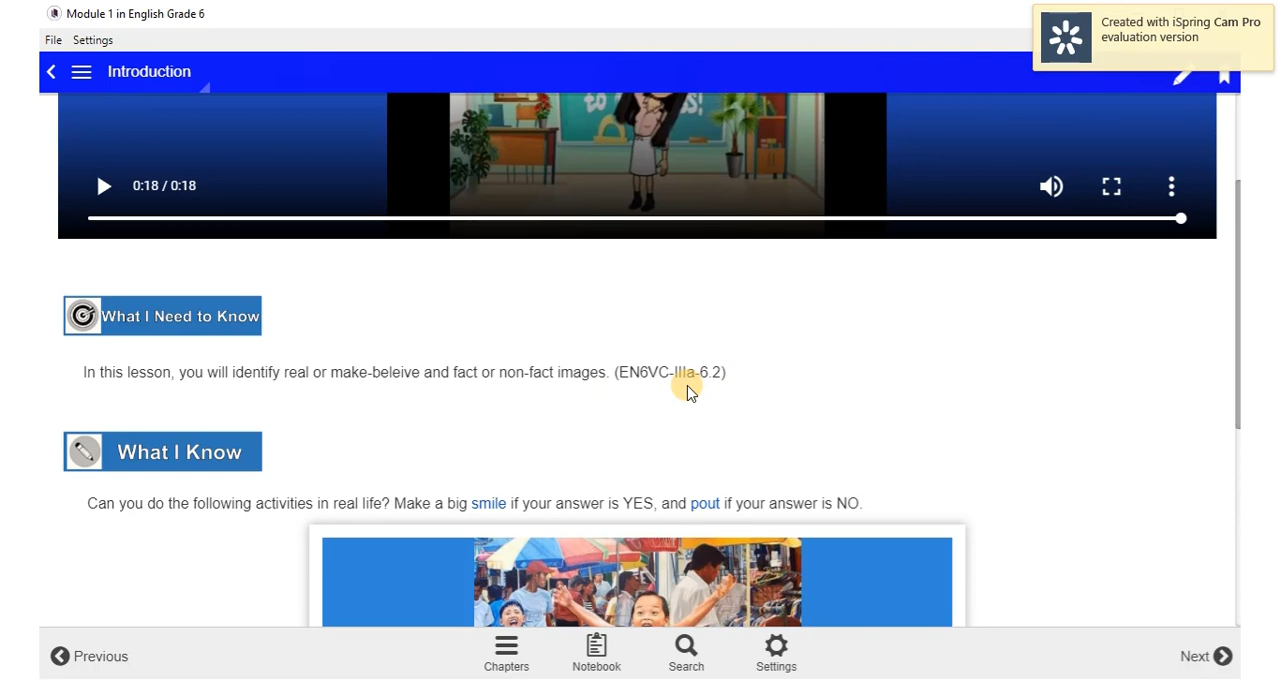 Module 1 in English Grade 6
Created with iSpring Cam Pro
evaluation version
File Settings
Introduction
to
0:18 / 0:18
What I Need to Know
In this lesson, you will identify real or make-beleive and fact or non-fact images. (EN6VC-IIIa-6.2)
What I Know
Can you do the following activities in real life? Make a big smile if your answer is YES, and pout if your answer is NO.
Previous
Chapters
Notebook
Search
Settings
Next